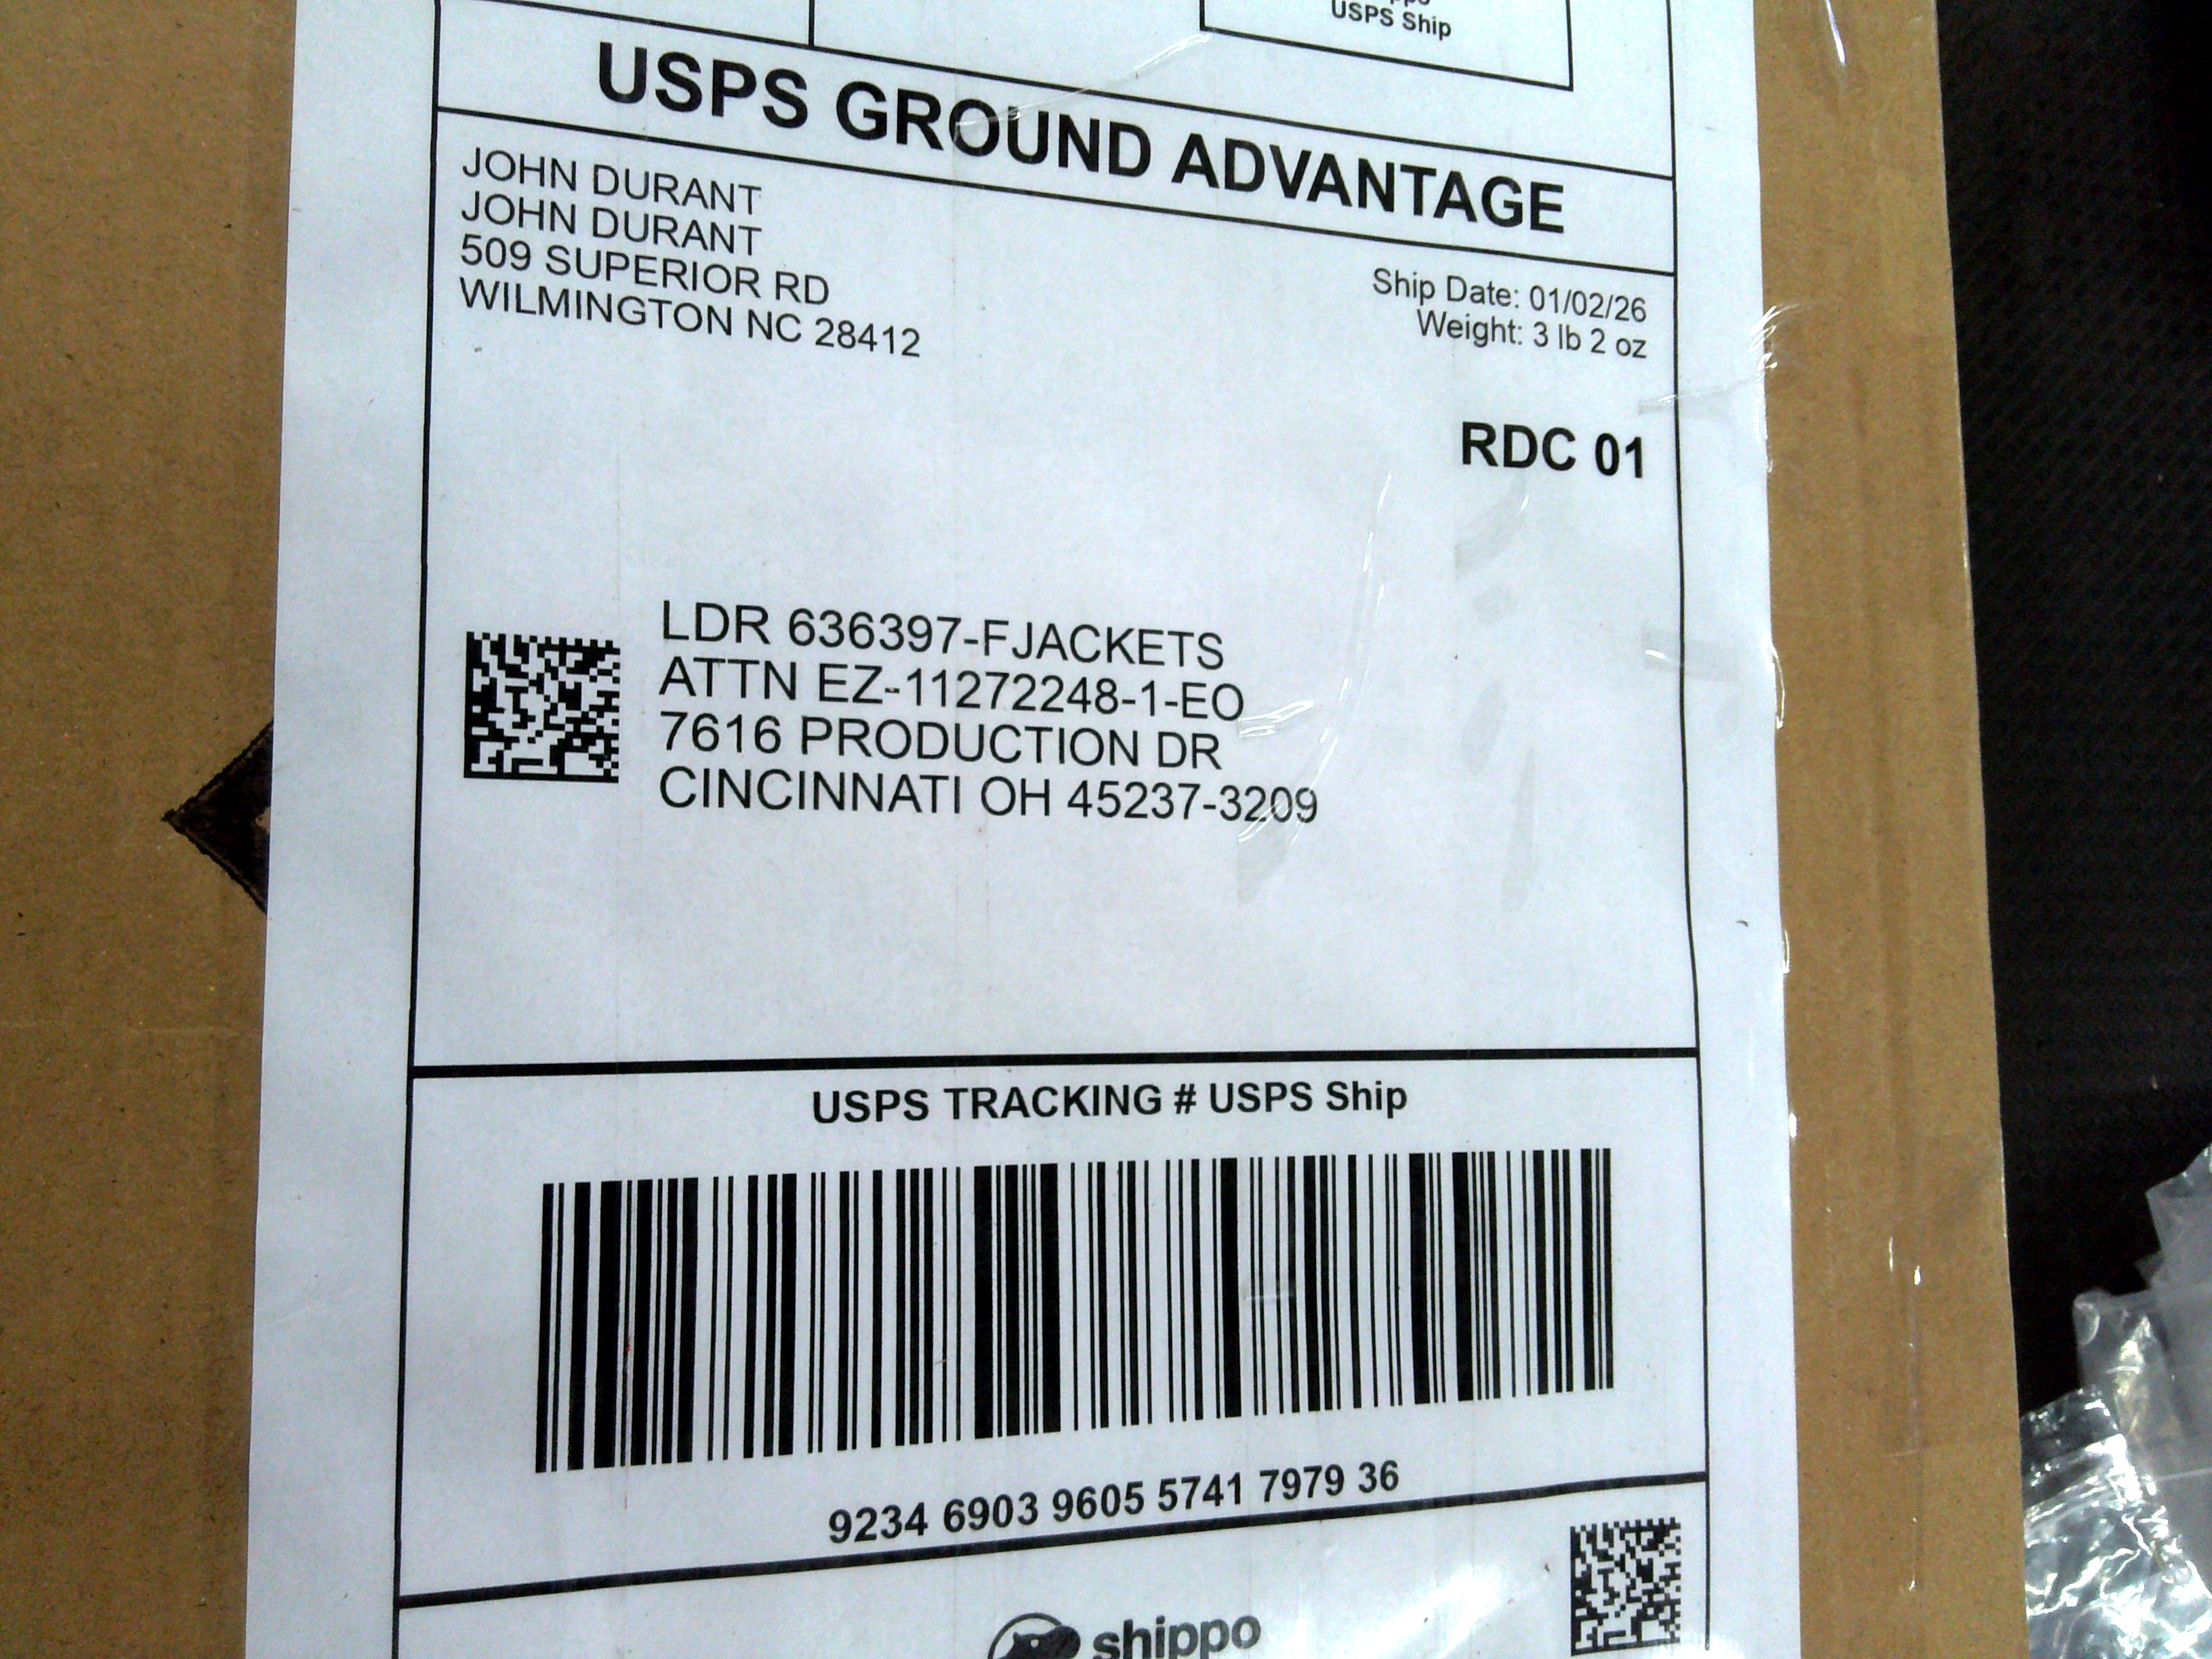 USPS Ship
USPS GROUND ADVANTAGE
JOHN DURANT
JOHN DURANT
509 SUPERIOR RD
WILMINGTON NC 28412
Ship Date: 01/02/26
Weight: 3 lb 2 oz
RDC 01
LDR 636397-FJACKETS
ATTN EZ-11272248-1-EO
7616 PRODUCTION DR
CINCINNATI OH 45237-3209
USPS TRACKING # USPS Ship
9234 6903 9605 5741 7979 36
shippo